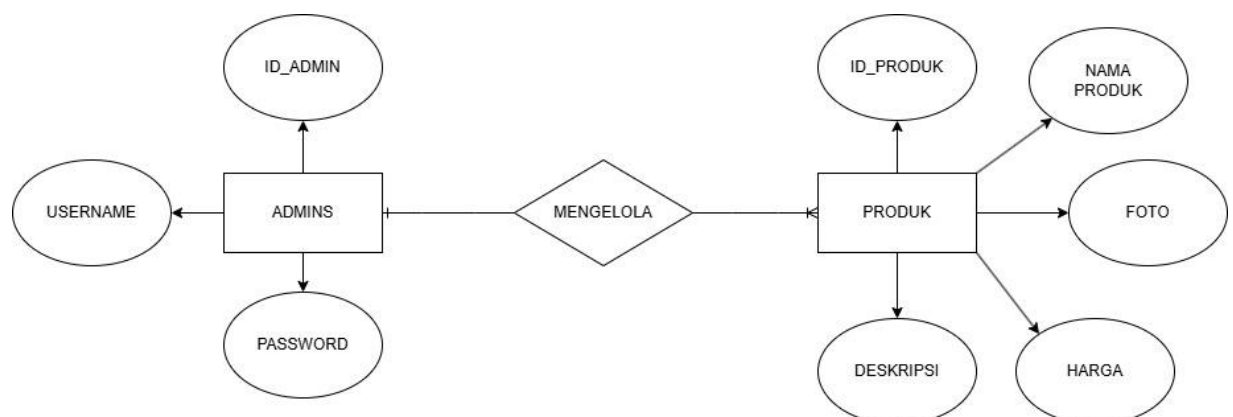 ID_ADMIN
ID_PRODUK
NAMA
PRODUK
USERNAME
ADMINS
MENGELOLA
PRODUK
FOTO
PASSWORD
DESKRIPSI
HARGA